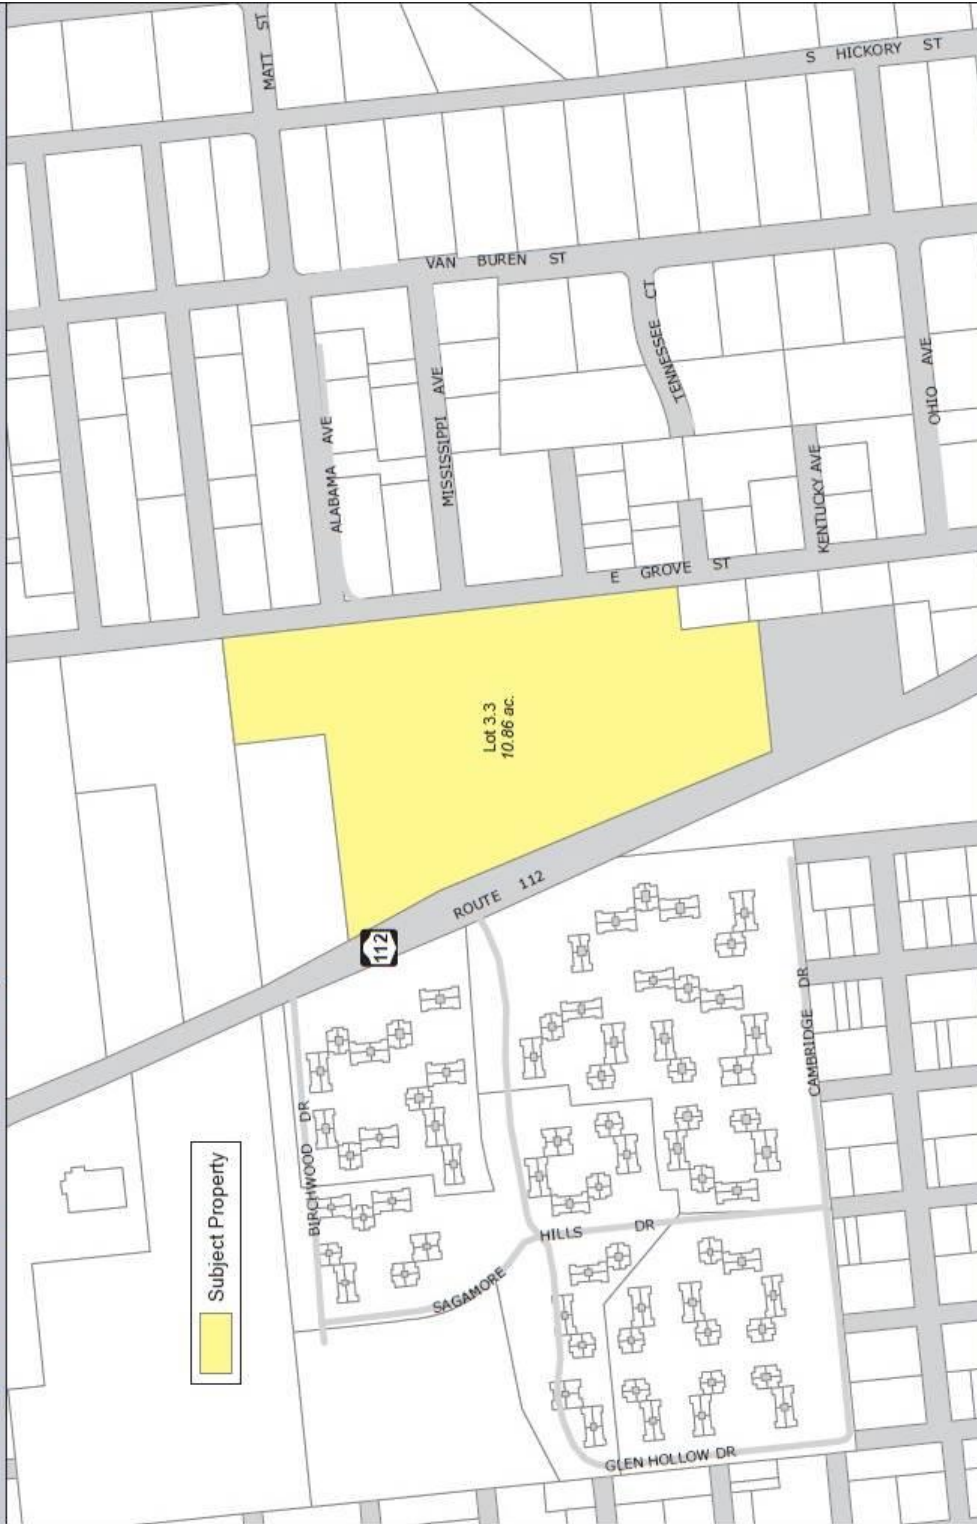 MATT ST
S HICKORY ST
VAN BUREN ST
TENNESSEE CT
ALABAMA AVE
MISSISSIPPI AVE
OHIO AVE
KENTUCKY AVE
E GROVE ST
Lot 3.3
10.86 ac.
ROUTE 112
112
CAMBRIDGE DR
BIRCHWOOD DR
Subject Property
HILLS DR
SAGAMORE
GLEN HOLLOW DR